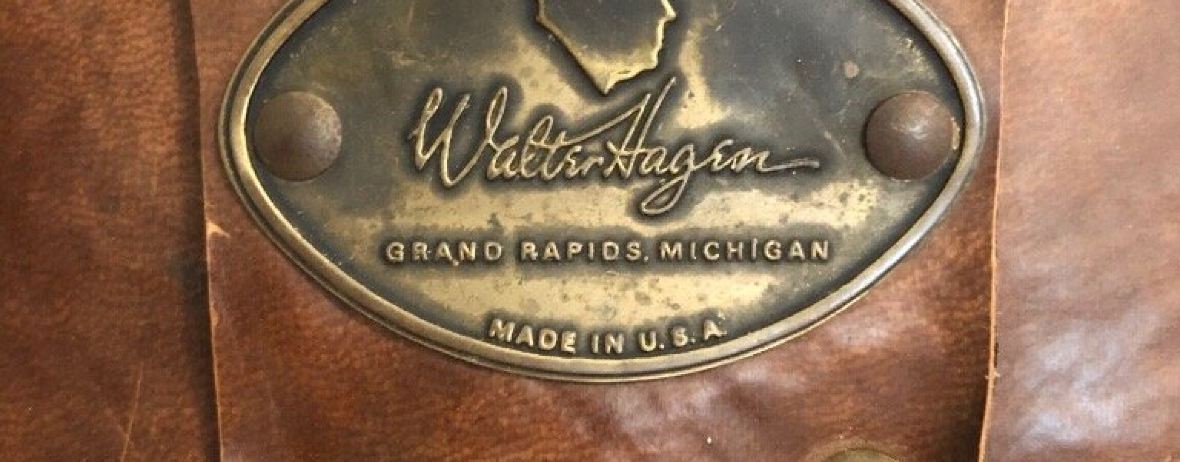 Walter Hagen
GRAND RAPIDS, MICHIGAN
MADE IN U.S.A.